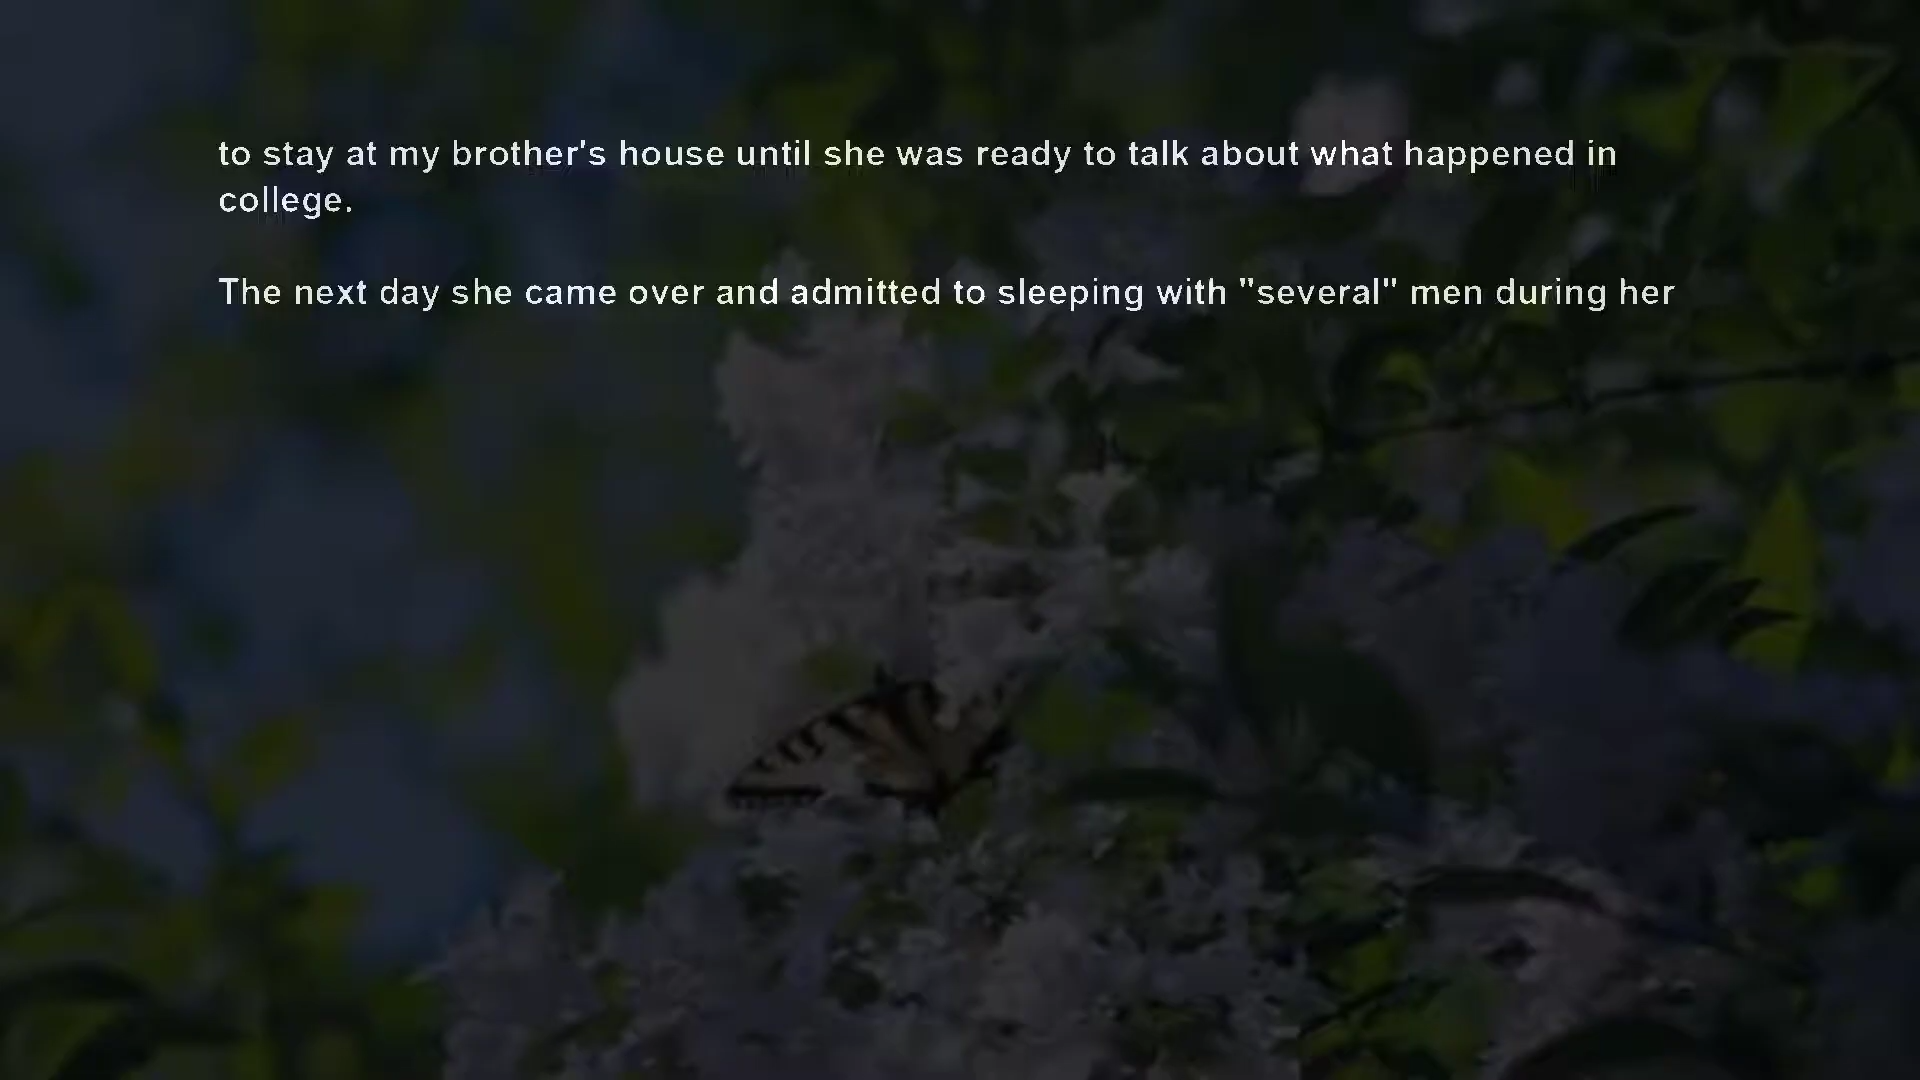 to stay at my brother's house until she was ready to talk about what happened in
college.
The next day she came over and admitted to sleeping with "several" men during her